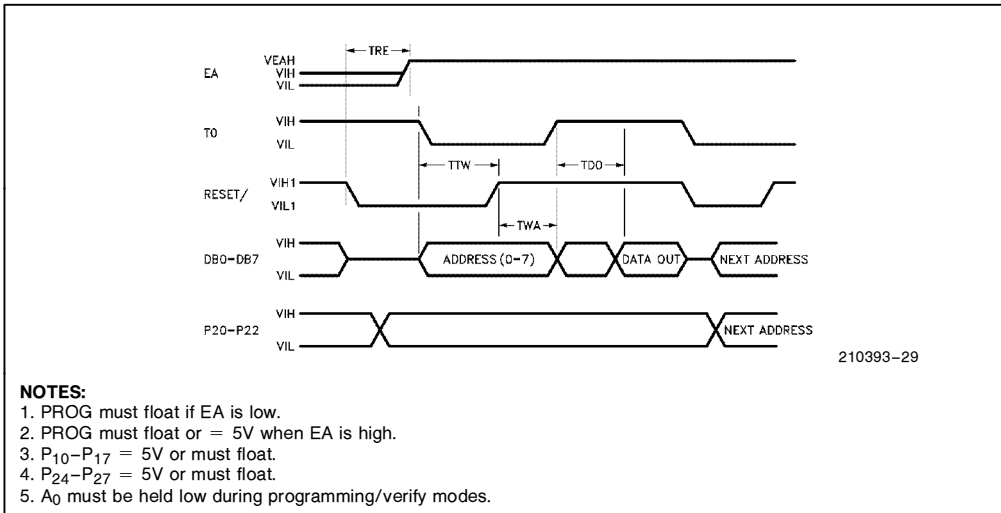 TRE
VEAH
EA VIH
VIL
VIH
T0
VIL
TTW TDO
VIH1
RESET/
VIL1
TWA
VIH
DB0–DB7 ADDRESS (0–7) DATA OUT NEXT ADDRESS
VIL
VIH
P20–P22 NEXT ADDRESS
VIL
210393–29
NOTES:
1. PROG must float if EA is low.
2. PROG must float or = 5V when EA is high.
3. P10–P17 = 5V or must float.
4. P24–P27 = 5V or must float.
5. A0 must be held low during programming/verify modes.